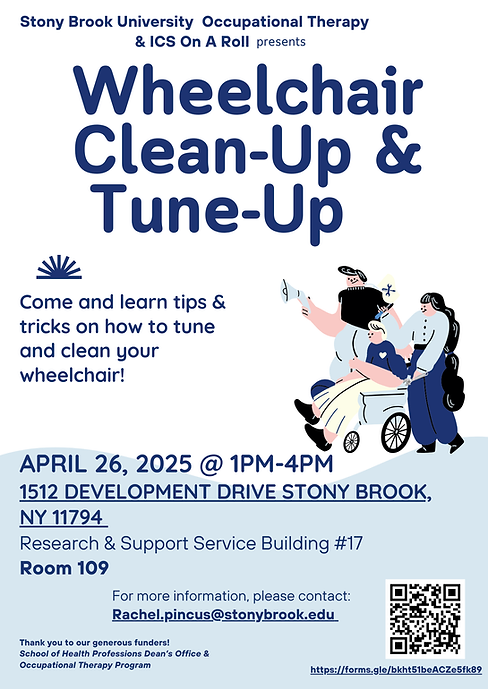 Stony Brook University Occupational Therapy
& ICS On A Roll presents
Wheelchair
Clean-Up &
Tune-Up
Come and learn tips &
tricks on how to tune
and clean your
wheelchair!
APRIL 26, 2025 @ 1PM-4PM
1512 DEVELOPMENT DRIVE STONY BROOK,
NY 11794
Research & Support Service Building #17
Room 109
For more information, please contact:
Rachel.pincus@stonybrook.edu
Thank you to our generous funders!
School of Health Professions Dean's Office &
Occupational Therapy Program
https://forms.gle/bkht51beACZe5fk89